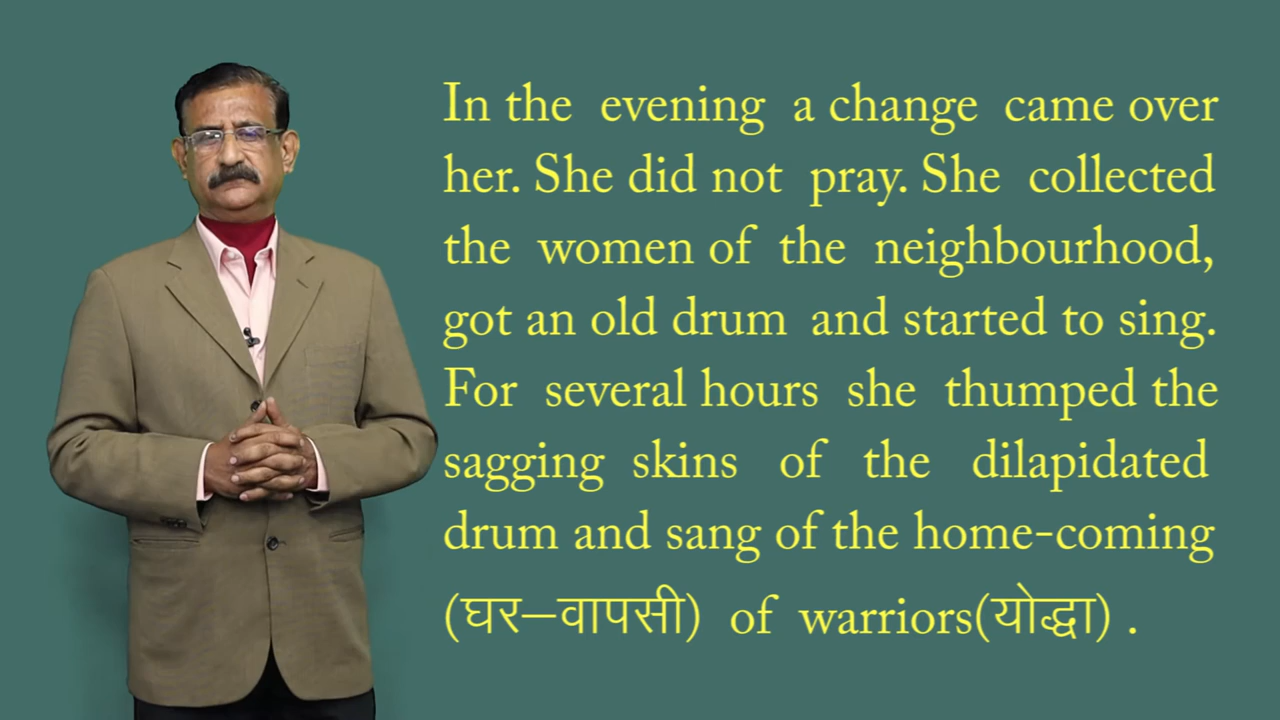 In the evening a change came over
her. She did not pray. She collected
the women of the neighbourhood,
got an old drum and started to sing.
For several hours she thumped the
sagging skins of the dilapidated
drum and sang of the home-coming
(घर–वापसी) of warriors(योद्धा) .